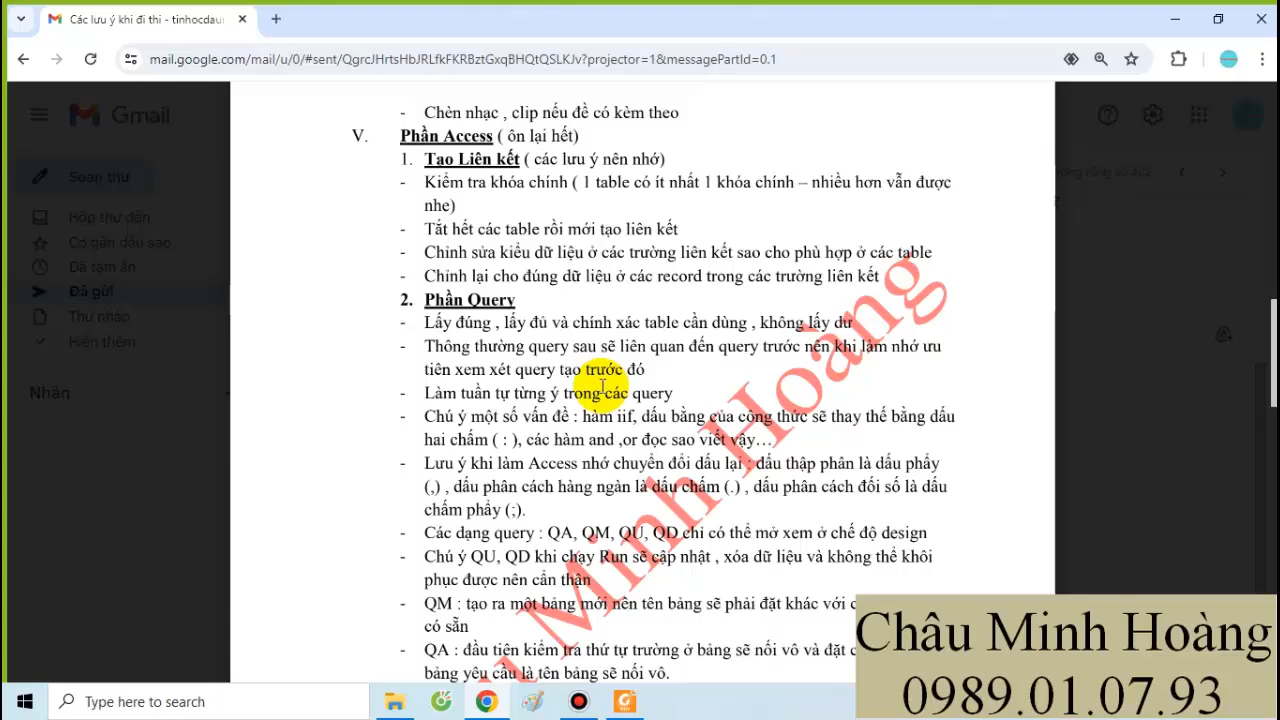 Các lưu ý khi đi thi - tinhocdau
mail.google.com/mail/u/0/#sent/QgrcJHrtsHbJRLfkFKRBztGxqBHQtQSLKJv?projector=1&messagePartId=0.1
Gmail
Soạn thư
Hộp thư đến
Có gắn dấu sao
Đã tạm ẩn
Đã gửi
Thư nháp
Hiện thêm
Nhãn
- Chèn nhạc , clip nếu đề có kèm theo
V. Phần Access ( ôn lại hết)
1. Tạo Liên kết ( các lưu ý nên nhớ)
- Kiểm tra khóa chính ( 1 table có ít nhất 1 khóa chính – nhiều hơn vẫn được
nhe)
- Tắt hết các table rồi mới tạo liên kết
- Chỉnh sửa kiểu dữ liệu ở các trường liên kết sao cho phù hợp ở các table
- Chỉnh lại cho đúng dữ liệu ở các record trong các trường liên kết
2. Phần Query
- Lấy đúng , lấy đủ và chính xác table cần dùng , không lấy dư
- Thông thường query sau sẽ liên quan đến query trước nên khi làm nhớ ưu
tiên xem xét query tạo trước đó
- Làm tuần tự từng ý trong các query
- Chú ý một số vấn đề : hàm iif, dấu bằng của công thức sẽ thay thế bằng dấu
hai chấm ( : ), các hàm and ,or đọc sao viết vậy…
- Lưu ý khi làm Access nhớ chuyển đổi dấu lại : dấu thập phân là dấu phẩy
(,) , dấu phân cách hàng ngàn là dấu chấm (.) , dấu phân cách đối số là dấu
chấm phẩy (;).
- Các dạng query : QA, QM, QU, QD chỉ có thể mở xem ở chế độ design
- Chú ý QU, QD khi chạy Run sẽ cập nhật , xóa dữ liệu và không thể khôi
phục được nên cẩn thận
- QM : tạo ra một bảng mới nên tên bảng sẽ phải đặt khác với
có sẵn
- QA : đầu tiên kiểm tra thứ tự trường ở bảng sẽ nối vô và đặt
bảng yêu cầu là tên bảng sẽ nối vô.
Minh Hoàng
Châu Minh Hoàng
0989.01.07.93
Type here to search